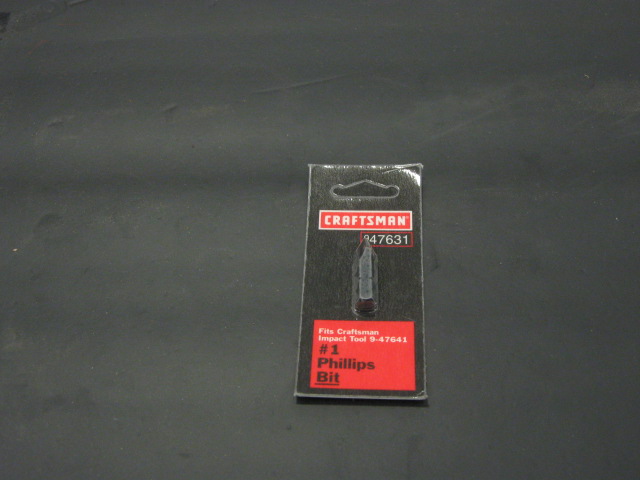 CRAFTSMAN
947631
Fits Craftsman
Impact Tool 9-47641
#1
Phillips
Bit